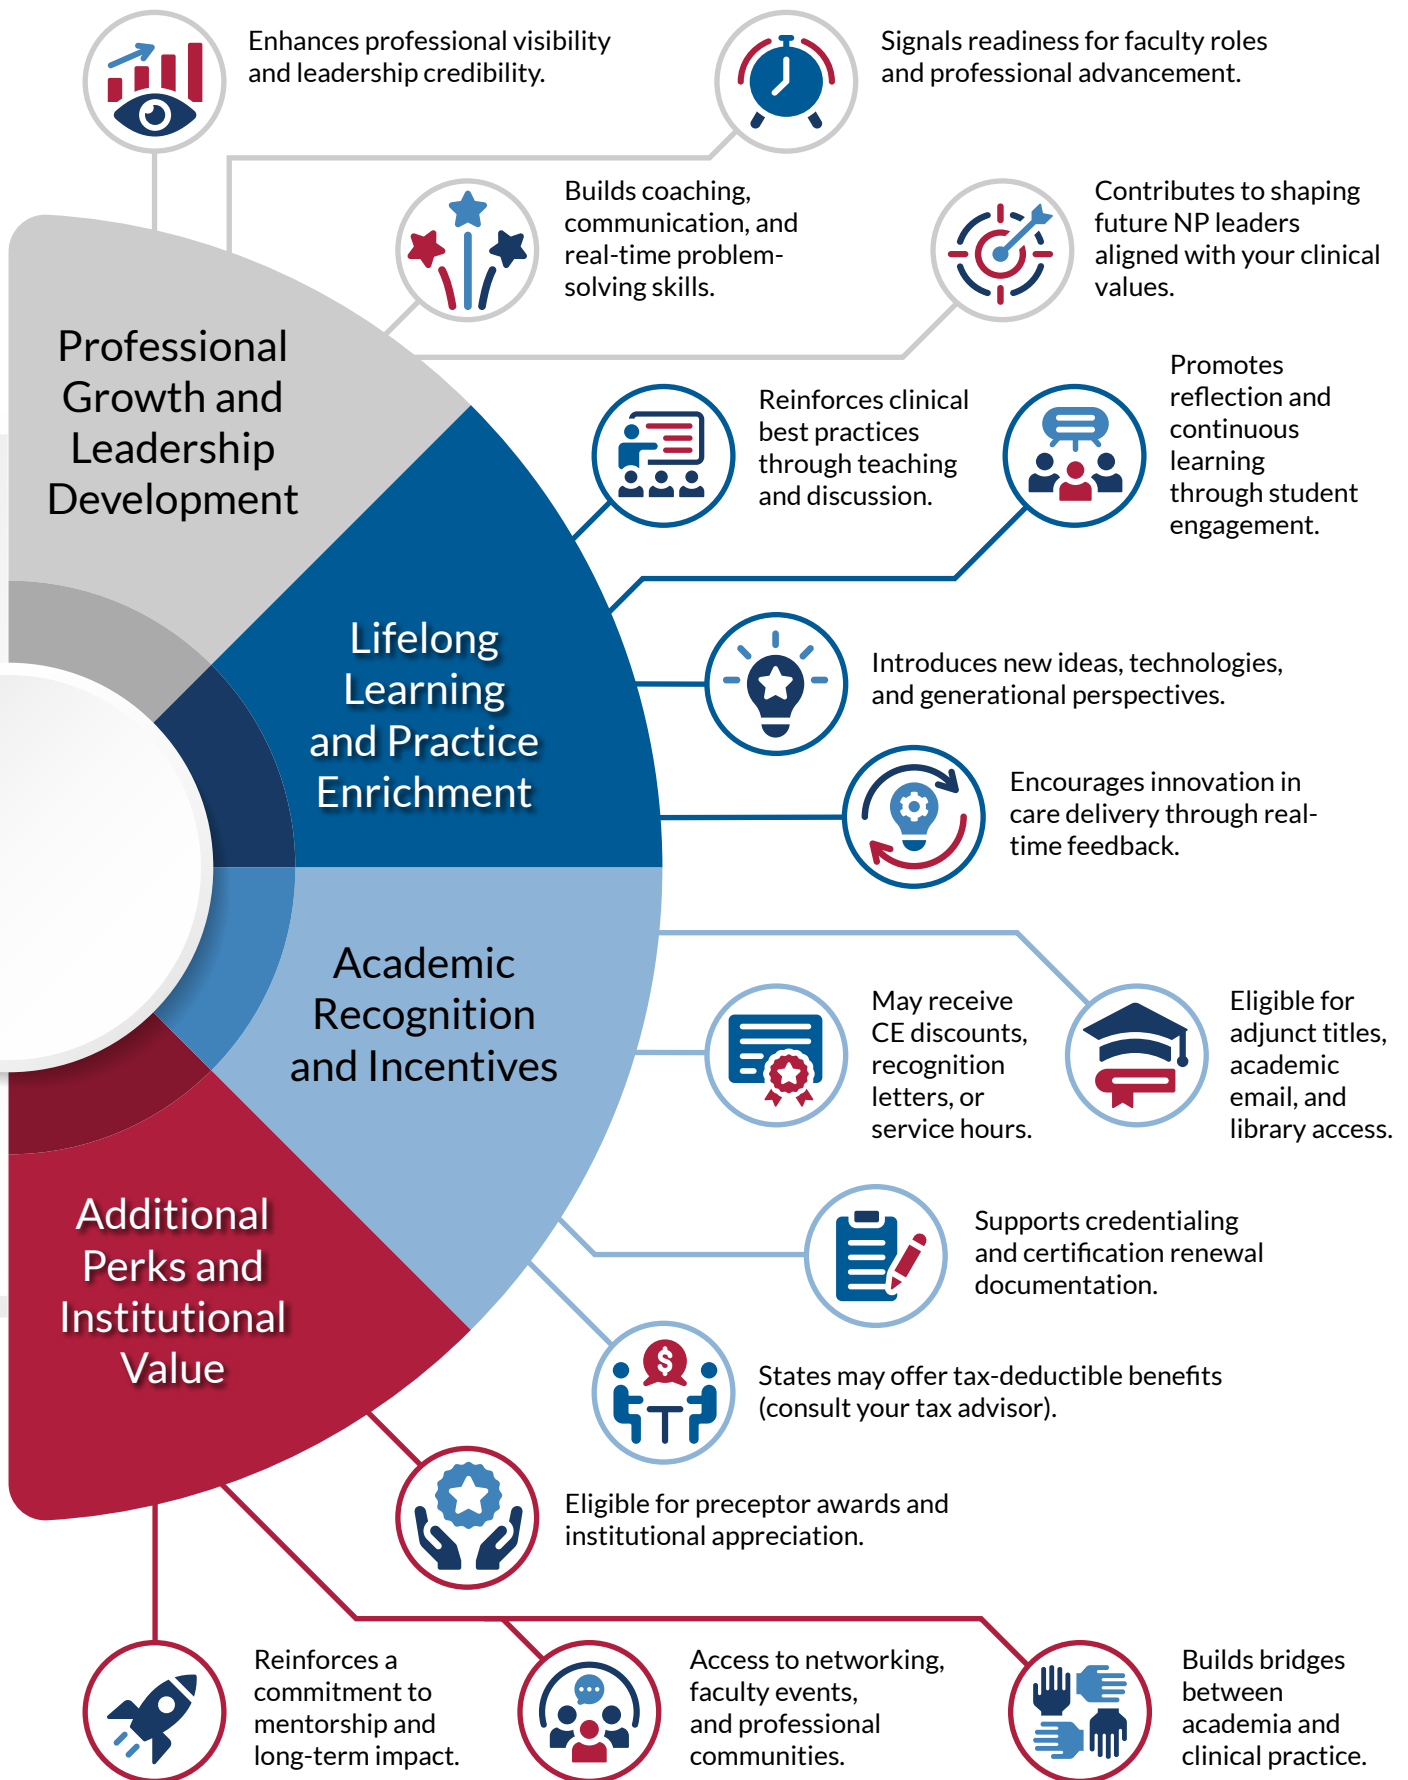 Enhances professional visibility
and leadership credibility.
Signals readiness for faculty roles
and professional advancement.
Builds coaching,
communication, and
real-time problem-
solving skills.
Contributes to shaping
future NP leaders
aligned with your clinical
values.
Professional
Growth and
Leadership
Development
Reinforces clinical
best practices
through teaching
and discussion.
Promotes
reflection and
continuous
learning
through student
engagement.
Lifelong
Learning
and Practice
Enrichment
Introduces new ideas, technologies,
and generational perspectives.
Encourages innovation in
care delivery through real-
time feedback.
Academic
Recognition
and Incentives
May receive
CE discounts,
recognition
letters, or
service hours.
Eligible for
adjunct titles,
academic
email, and
library access.
Supports credentialing
and certification renewal
documentation.
$
States may offer tax-deductible benefits
(consult your tax advisor).
Additional
Perks and
Institutional
Value
Eligible for preceptor awards and
institutional appreciation.
Reinforces a
commitment to
mentorship and
long-term impact.
Access to networking,
faculty events,
and professional
communities.
Builds bridges
between
academia and
clinical practice.